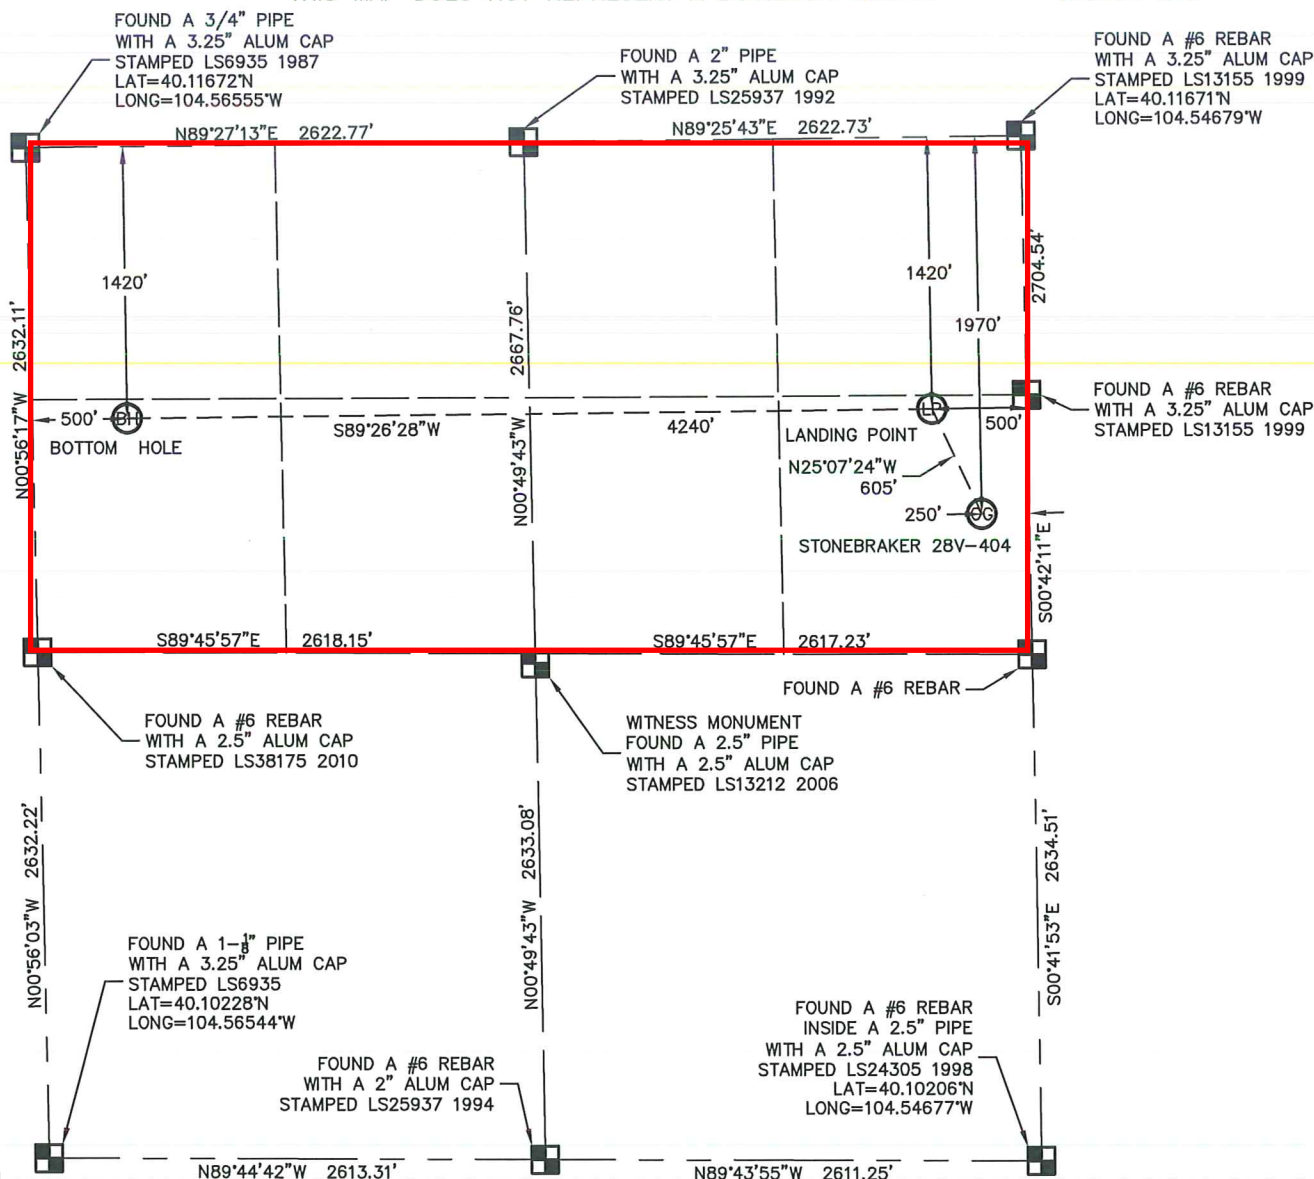 FOUND A 3/4" PIPE
WITH A 3.25" ALUM CAP
STAMPED LS6935 1987
LAT=40.11672°N
LONG=104.56555°W
FOUND A 2" PIPE
WITH A 3.25" ALUM CAP
STAMPED LS25937 1992
FOUND A #6 REBAR
WITH A 3.25" ALUM CAP
STAMPED LS13155 1999
LAT=40.11671°N
LONG=104.54679°W
N89°27'13"E 2622.77'
N89°25'43"E 2622.73'
1420'
1420'
1970'
2704.54'
N00°56'17"W 2632.11'
N00°49'43"W 2667.76'
500'
BH
BOTTOM HOLE
S89°26'28"W
4240'
LP
LANDING POINT
500'
FOUND A #6 REBAR
WITH A 3.25" ALUM CAP
STAMPED LS13155 1999
N25°07'24"W
605'
250'
OG
STONEBRAKER 28V-404
S00°42'11"E
S89°45'57"E 2618.15'
S89°45'57"E 2617.23'
FOUND A #6 REBAR
FOUND A #6 REBAR
WITH A 2.5" ALUM CAP
STAMPED LS38175 2010
WITNESS MONUMENT
FOUND A 2.5" PIPE
WITH A 2.5" ALUM CAP
STAMPED LS13212 2006
N00°56'03"W 2632.22'
N00°49'43"W 2633.08'
S00°41'53"E 2634.51'
FOUND A 1-1/8" PIPE
WITH A 3.25" ALUM CAP
STAMPED LS6935
LAT=40.10228°N
LONG=104.56544°W
FOUND A #6 REBAR
WITH A 2" ALUM CAP
STAMPED LS25937 1994
FOUND A #6 REBAR
INSIDE A 2.5" PIPE
WITH A 2.5" ALUM CAP
STAMPED LS24305 1998
LAT=40.10206°N
LONG=104.54677°W
N89°44'42"W 2613.31'
N89°43'55"W 2611.25'